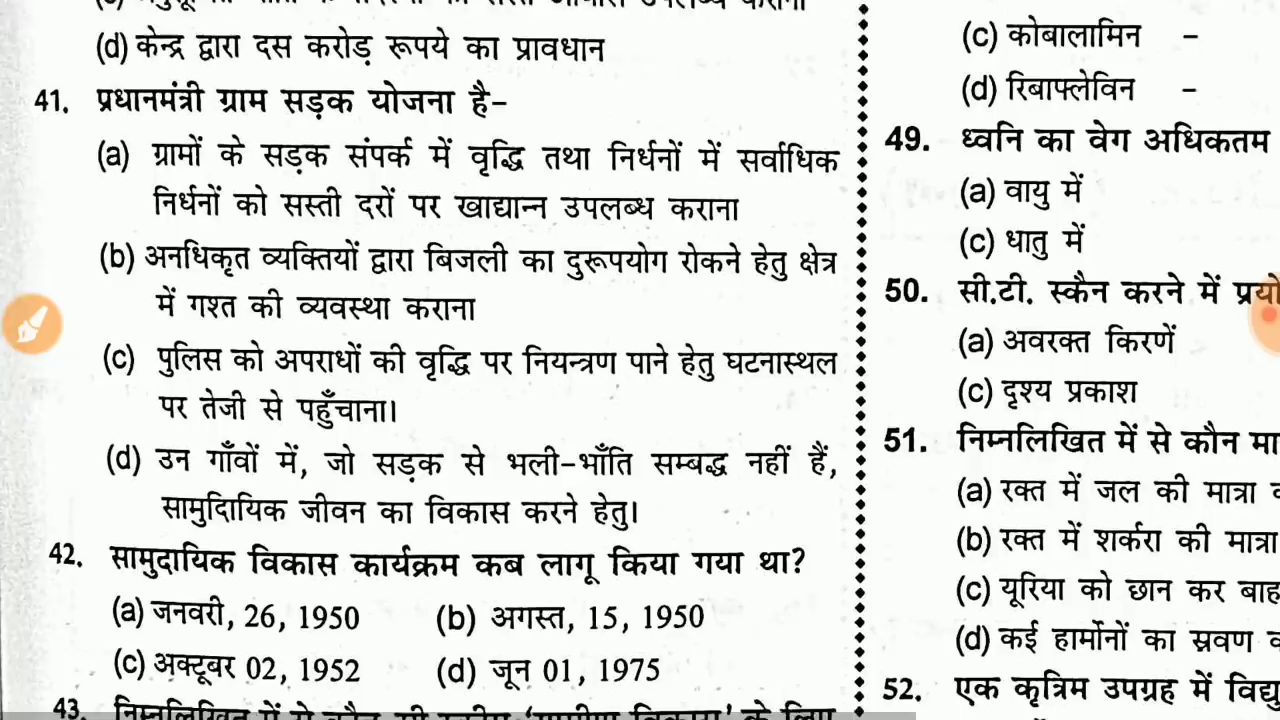 (d) केन्द्र द्वारा दस करोड़ रूपये का प्रावधान
41. प्रधानमंत्री ग्राम सड़क योजना है-
(a) ग्रामों के सड़क संपर्क में वृद्धि तथा निर्धनों में सर्वाधिक
निर्धनों को सस्ती दरों पर खाद्यान्न उपलब्ध कराना
(b) अनधिकृत व्यक्तियों द्वारा बिजली का दुरूपयोग रोकने हेतु क्षेत्र
में गश्त की व्यवस्था कराना
(c) पुलिस को अपराधों की वृद्धि पर नियन्त्रण पाने हेतु घटनास्थल
पर तेजी से पहुँचाना।
(d) उन गाँवों में, जो सड़क से भली-भाँति सम्बद्ध नहीं हैं,
सामुदिायिक जीवन का विकास करने हेतु।
42. सामुदायिक विकास कार्यक्रम कब लागू किया गया था?
(a) जनवरी, 26, 1950 (b) अगस्त, 15, 1950
(c) अक्टूबर 02, 1952 (d) जून 01, 1975
43. निम्नलिखित में से कौन सी स्कीम 'ग्रामीण विकास' के लिए
(c) कोबालामिन -
(d) रिबाफ्लेविन -
49. ध्वनि का वेग अधिकतम
(a) वायु में
(c) धातु में
50. सी.टी. स्कैन करने में
(a) अवरक्त किरणें
(c) दृश्य प्रकाश
51. निम्नलिखित में से कौन
(a) रक्त में जल की मात्रा
(b) रक्त में शर्करा की मात्रा
(c) यूरिया को छान कर
(d) कई हार्मोनों का स्रवण
52. एक कृत्रिम उपग्रह में